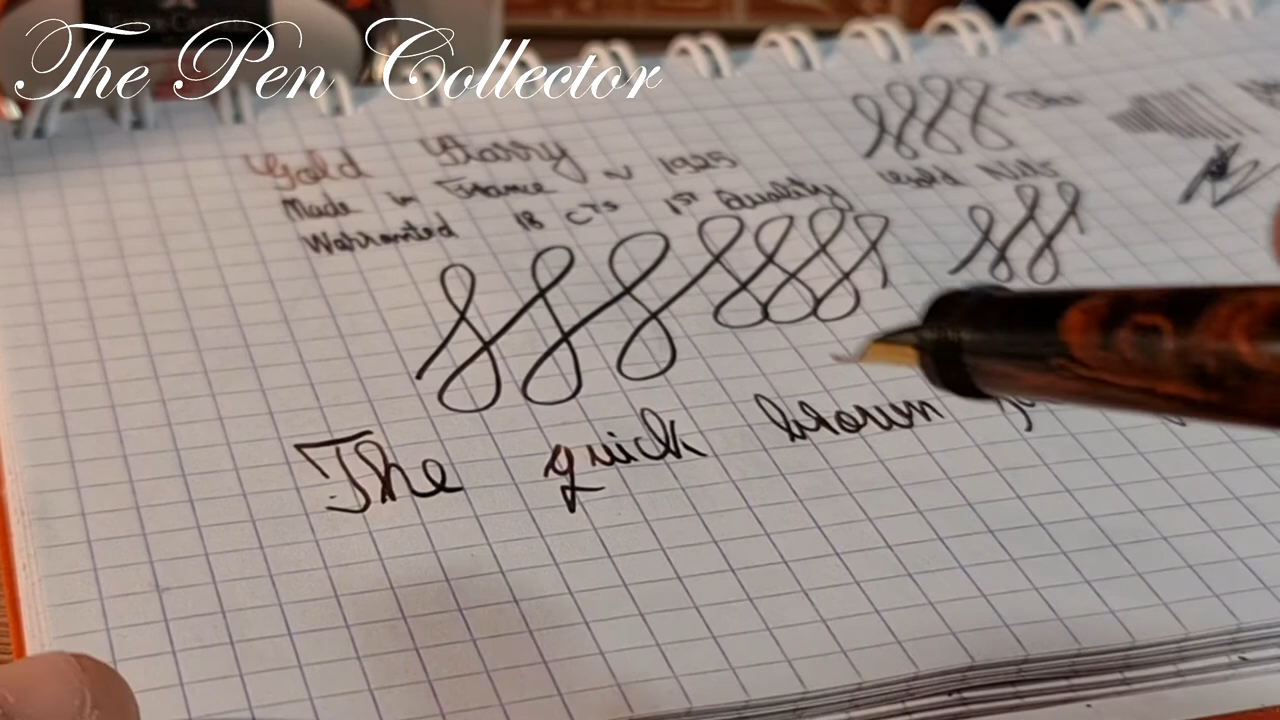 The Pen Collector
Gold Starry
Made in France ~ 1925
Warranted 18 CTS 1st Quality Gold Nib
The quick brown